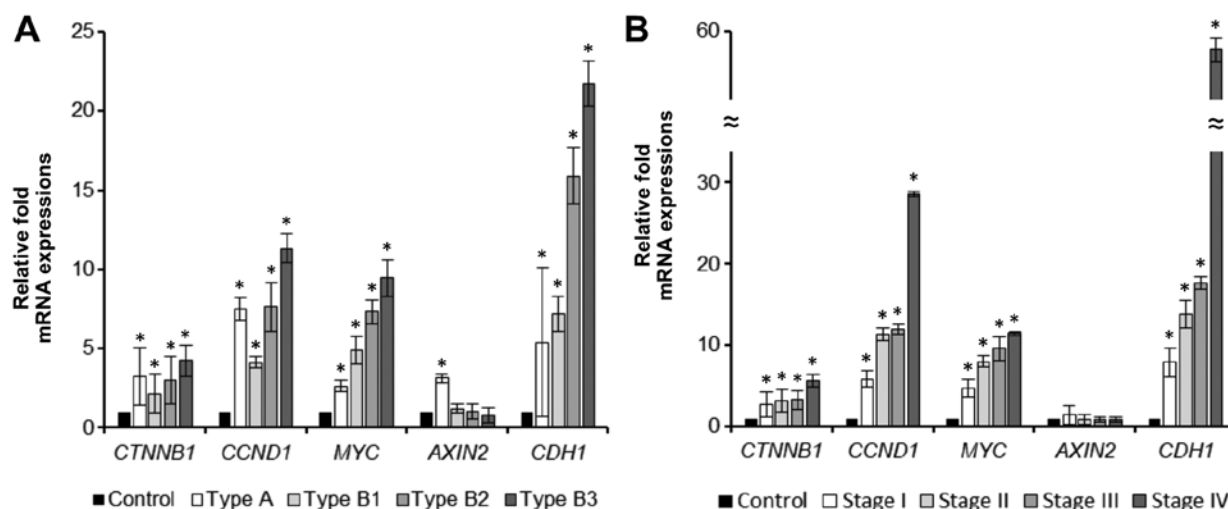 A
Relative fold
mRNA expressions
25
20
15
10
5
0
* * * *
* * * *
* * * *
*
* * * *
CTNNB1 CCND1 MYC AXIN2 CDH1
Control Type A Type B1 Type B2 Type B3
B
Relative fold
mRNA expressions
60
≈ ≈
30
20
10
0
* * * *
* * * *
* * * *
* * * *
CTNNB1 CCND1 MYC AXIN2 CDH1
Control Stage I Stage II Stage III Stage IV